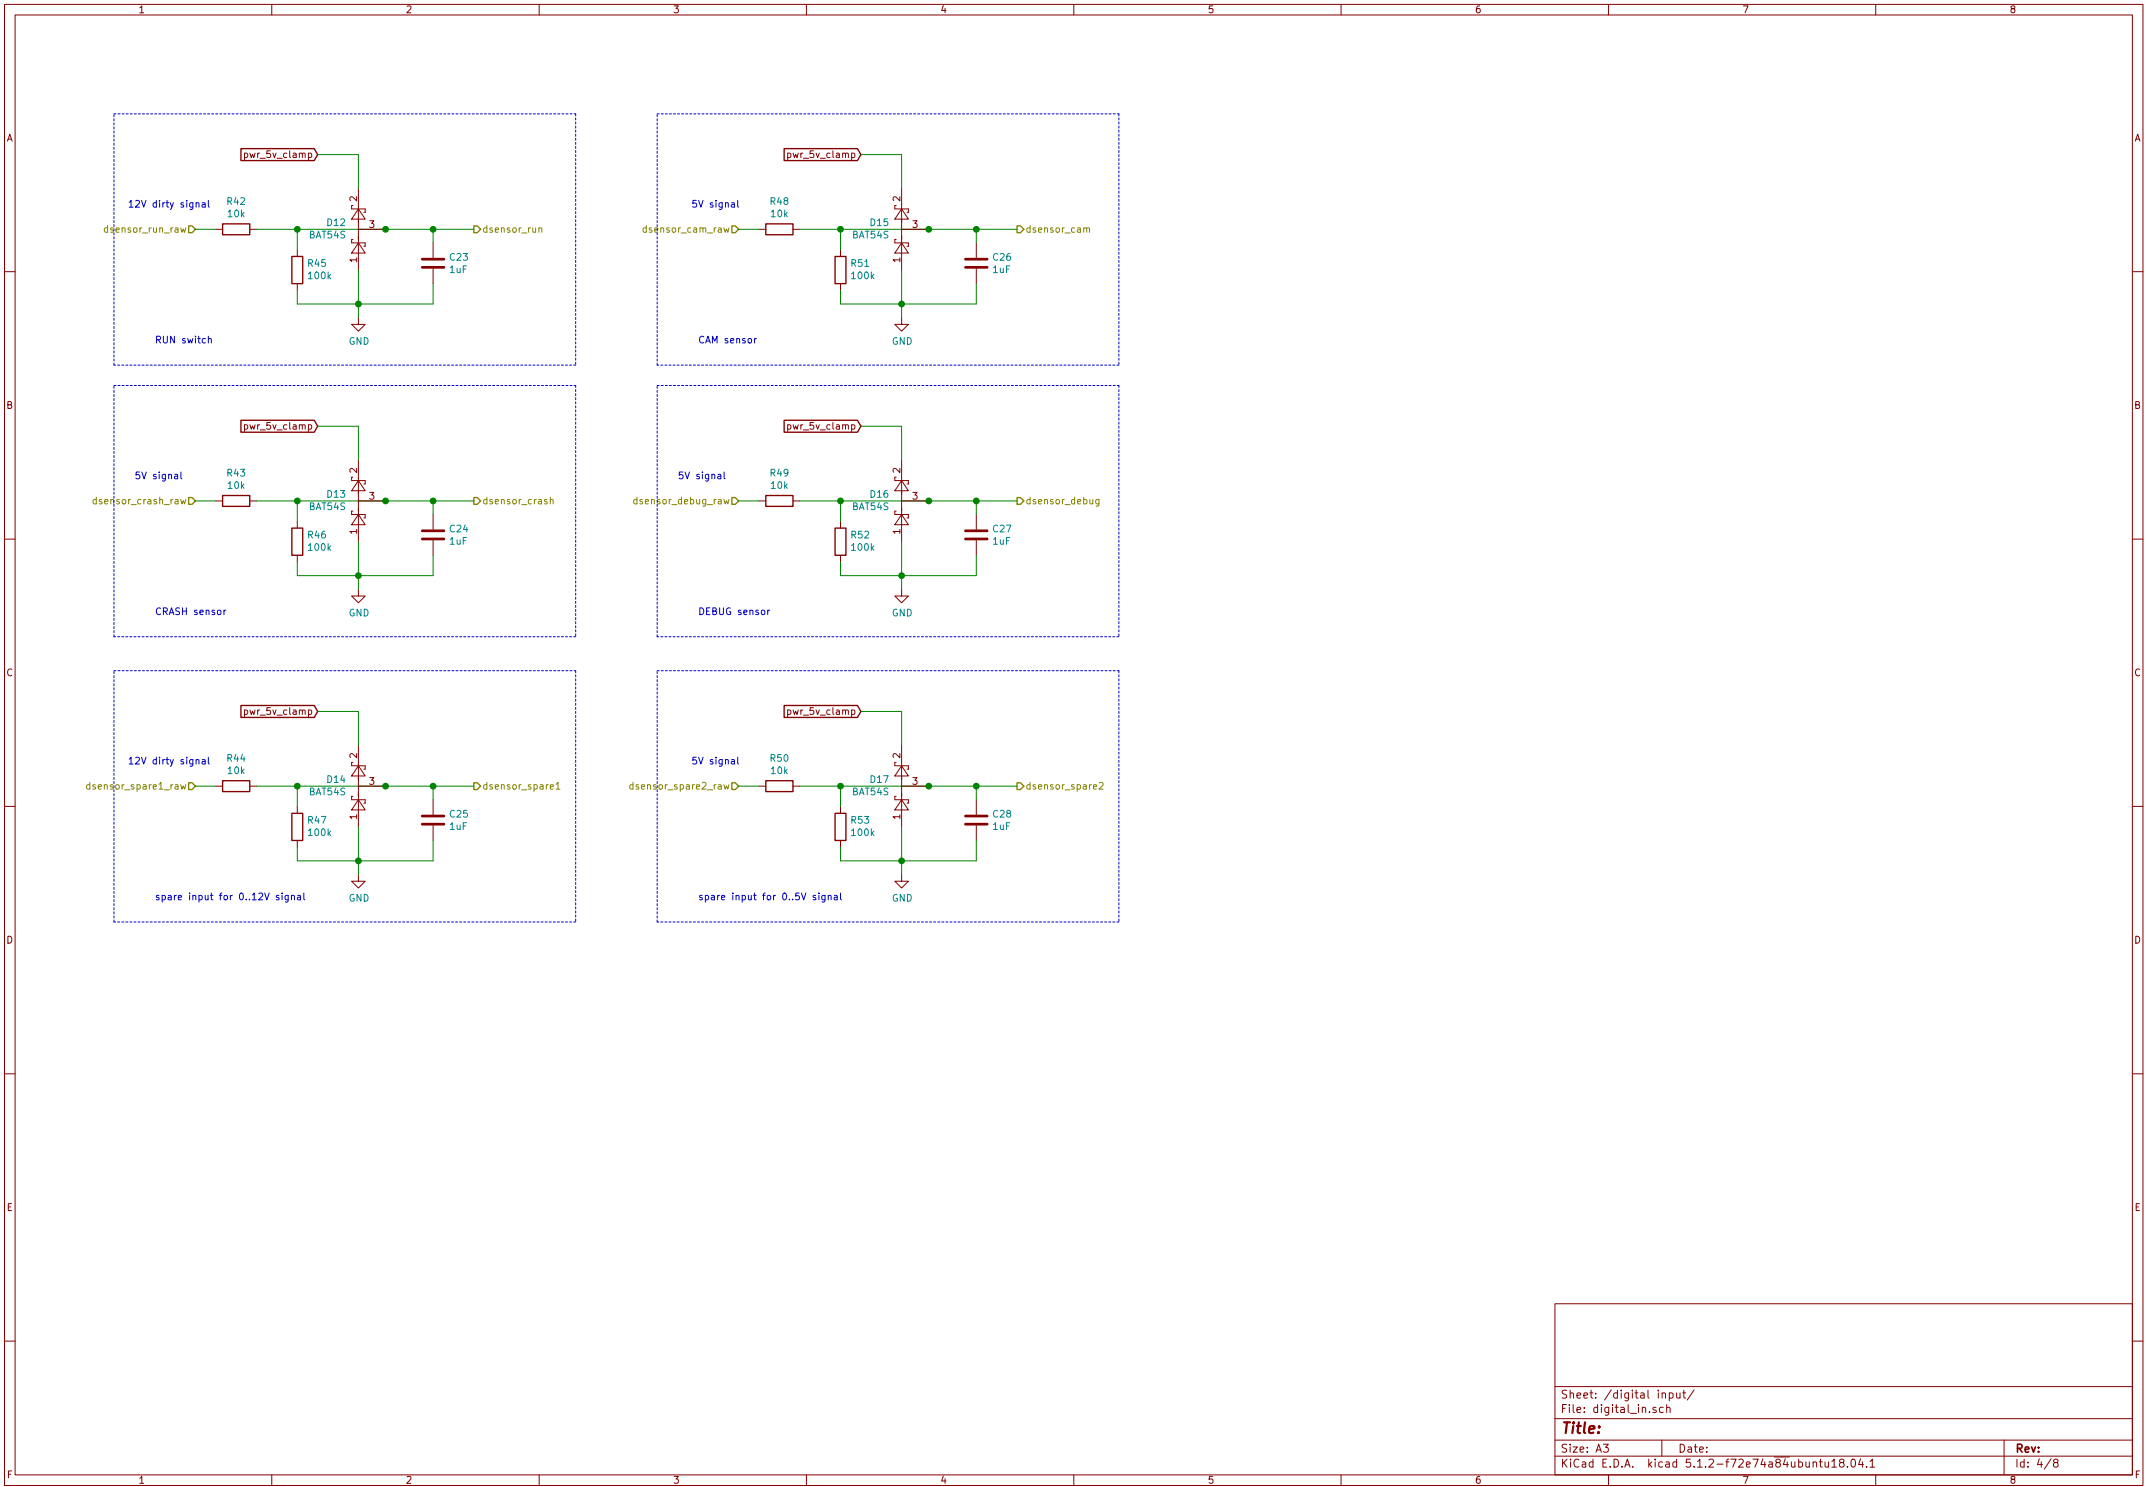 1 2 3 4 5 6 7 8
A A
B B
C C
D D
E E
F F
pwr_5v_clamp
12V dirty signal
R42
10k
dsensor_run_raw
D12
BAT54S
2
3
1
dsensor_run
R45
100k
C23
1uF
GND
RUN switch
pwr_5v_clamp
5V signal
R48
10k
dsensor_cam_raw
D15
BAT54S
2
3
1
dsensor_cam
R51
100k
C26
1uF
GND
CAM sensor
pwr_5v_clamp
5V signal
R43
10k
dsensor_crash_raw
D13
BAT54S
2
3
1
dsensor_crash
R46
100k
C24
1uF
GND
CRASH sensor
pwr_5v_clamp
5V signal
R49
10k
dsensor_debug_raw
D16
BAT54S
2
3
1
dsensor_debug
R52
100k
C27
1uF
GND
DEBUG sensor
pwr_5v_clamp
12V dirty signal
R44
10k
dsensor_spare1_raw
D14
BAT54S
2
3
1
dsensor_spare1
R47
100k
C25
1uF
GND
spare input for 0..12V signal
pwr_5v_clamp
5V signal
R50
10k
dsensor_spare2_raw
D17
BAT54S
2
3
1
dsensor_spare2
R53
100k
C28
1uF
GND
spare input for 0..5V signal
Sheet: /digital input/
File: digital_in.sch
Title:
Size: A3 Date: Rev:
KiCad E.D.A. kicad 5.1.2-f72e74a84ubuntu18.04.1 Id: 4/8
1 2 3 4 5 6 7 8